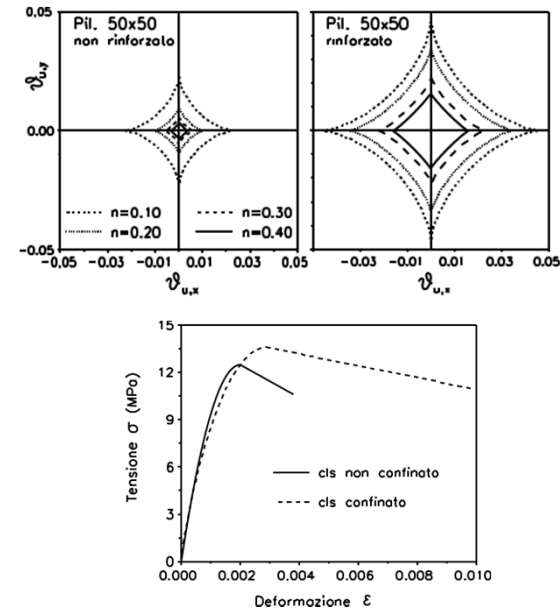 Pil. 50x50
non rinforzato
0.05
0.00
-0.05
ϑu,y
n=0.10
n=0.20
n=0.30
n=0.40
-0.05
-0.03
-0.01
0.01
0.03
0.05
ϑu,x
Pil. 50x50
rinforzato
-0.03
-0.01
0.01
0.03
0.05
ϑu,x
15
12
9
6
3
0
Tensione σ (MPa)
cls non confinato
cls confinato
0.000
0.002
0.004
0.006
0.008
0.010
Deformazione ε